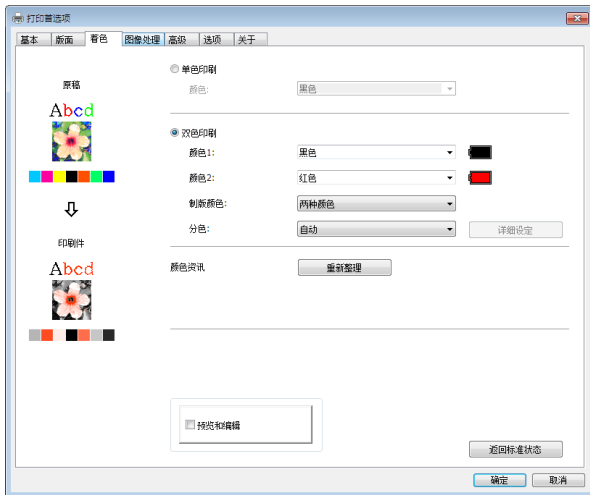 打印首选项
基本 版面 着色 图像处理 高级 选项 关于
原稿
Abcd
印刷件
Abcd
单色印刷
颜色: 黑色
双色印刷
颜色1: 黑色
颜色2: 红色
制版颜色: 两种颜色
分色: 自动 详细设定
颜色资讯 重新整理
预览和编辑
返回标准状态
确定 取消